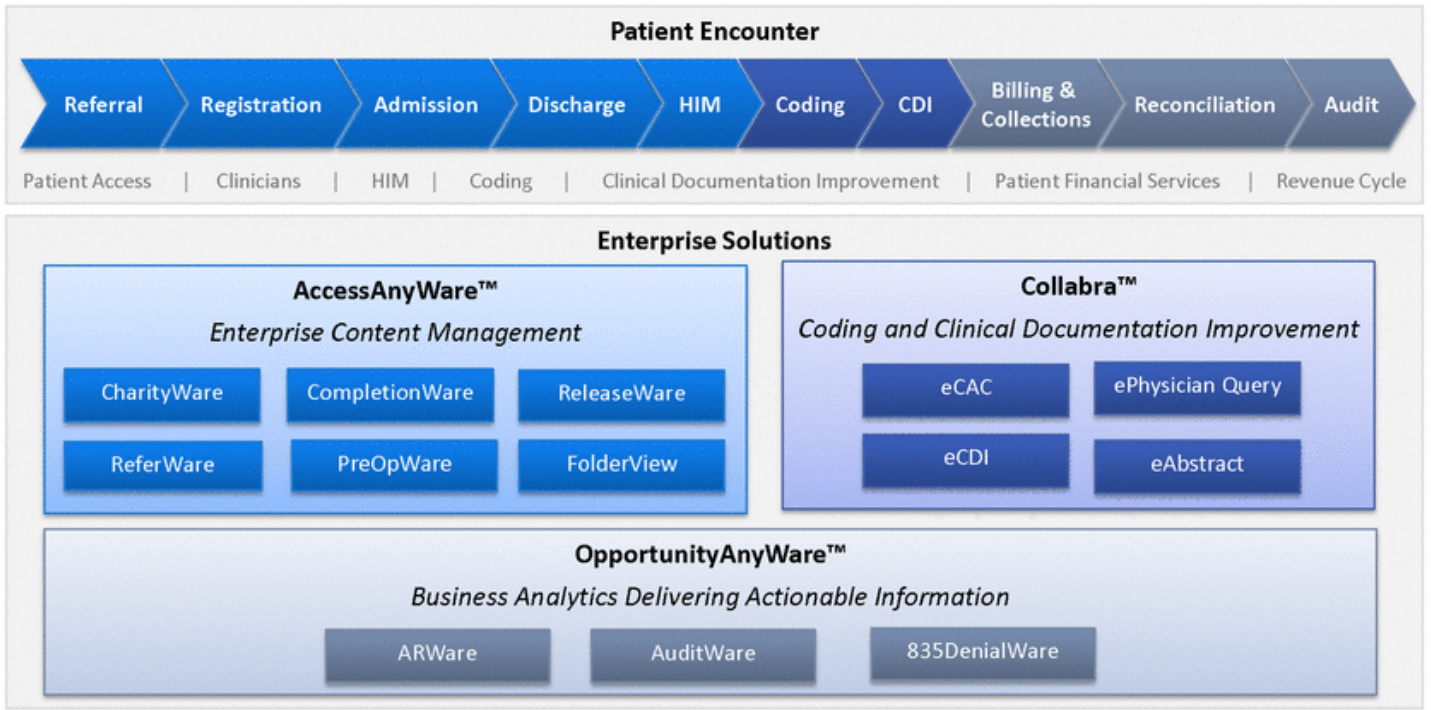 Patient Encounter
Referral Registration Admission Discharge HIM Coding CDI Billing & Collections Reconciliation Audit
Patient Access | Clinicians | HIM | Coding | Clinical Documentation Improvement | Patient Financial Services | Revenue Cycle
Enterprise Solutions
AccessAnyWare™
Enterprise Content Management
CharityWare CompletionWare ReleaseWare
ReferWare PreOpWare FolderView
Collabra™
Coding and Clinical Documentation Improvement
eCAC ePhysician Query
eCDI eAbstract
OpportunityAnyWare™
Business Analytics Delivering Actionable Information
ARWare AuditWare 835DenialWare